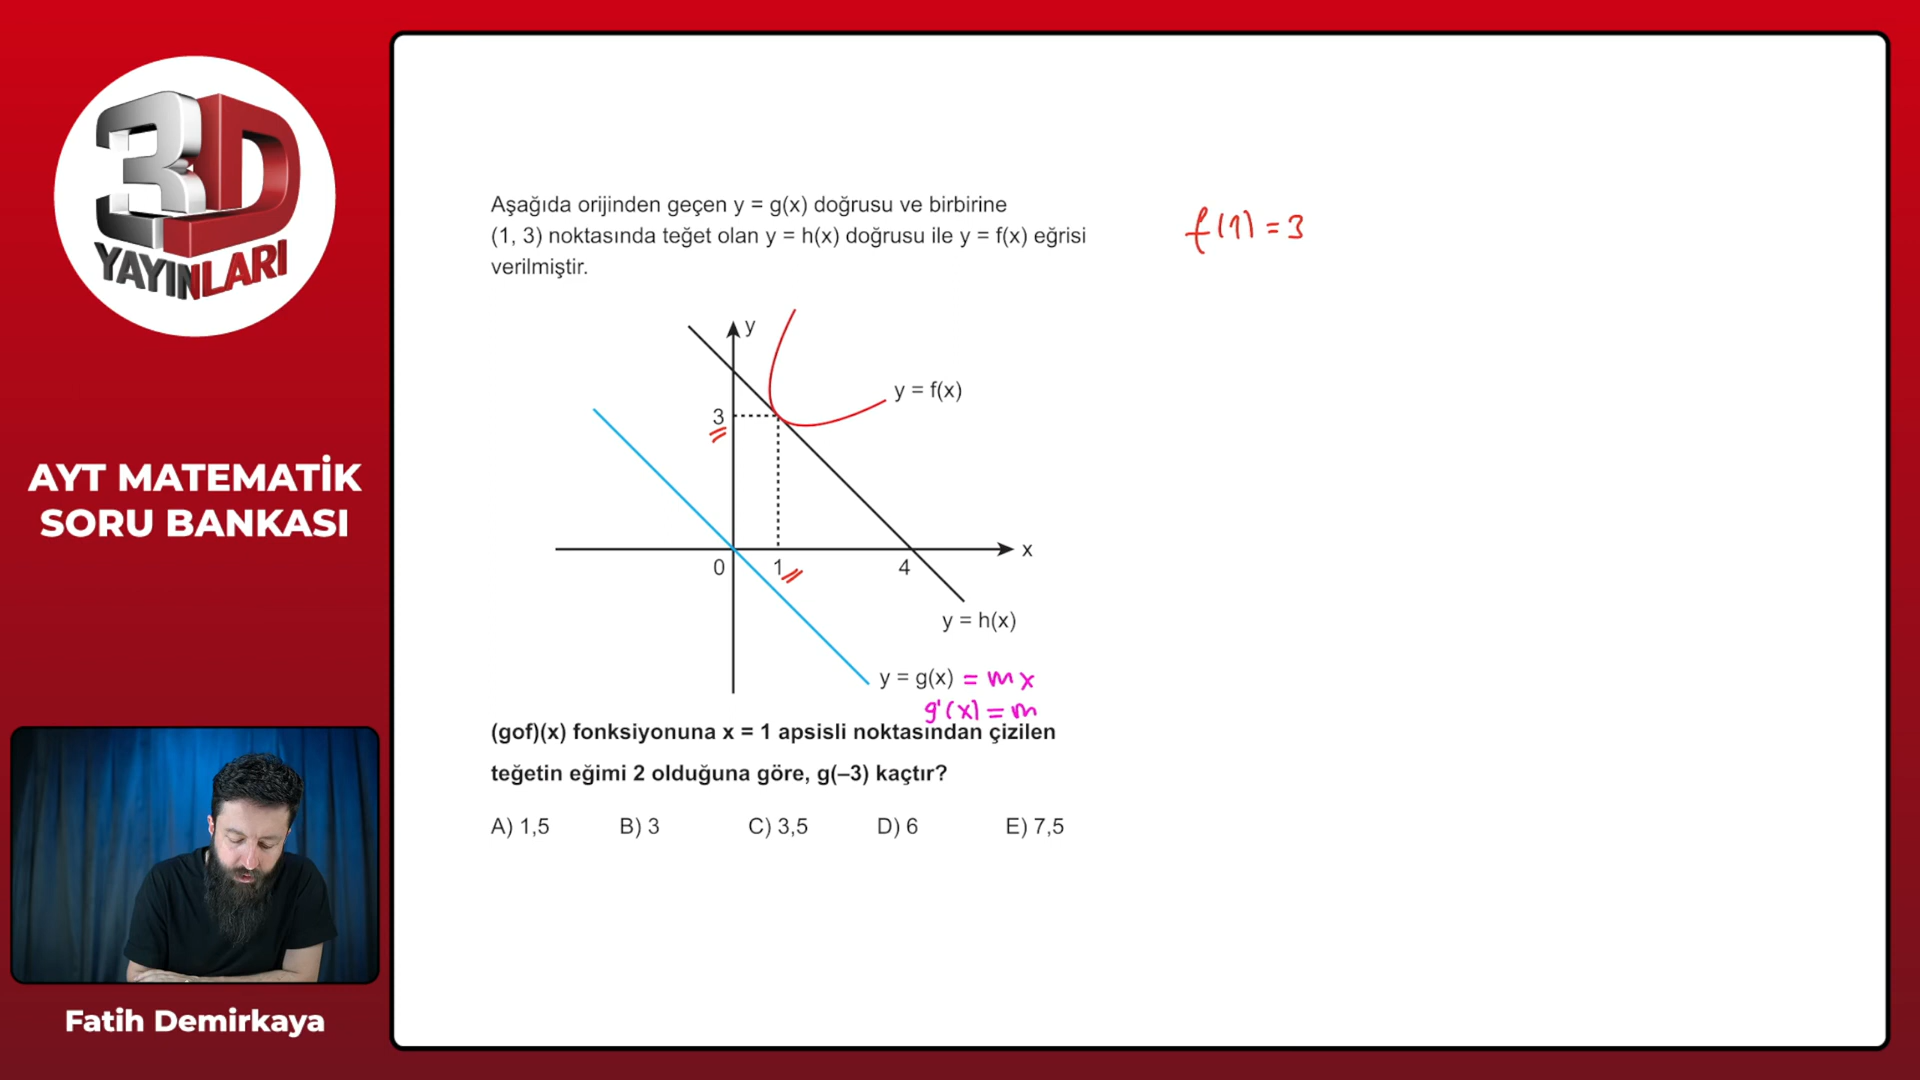 3D
YAYINLARI
AYT MATEMATİK
SORU BANKASI
Fatih Demirkaya
Aşağıda orijinden geçen y = g(x) doğrusu ve birbirine
(1, 3) noktasında teğet olan y = h(x) doğrusu ile y = f(x) eğrisi
verilmiştir.
f(1) = 3
y
y = f(x)
3
0
1
4
x
y = h(x)
y = g(x) = mx
g'(x) = m
(gof)(x) fonksiyonuna x = 1 apsisli noktasından çizilen
teğetin eğimi 2 olduğuna göre, g(–3) kaçtır?
A) 1,5 B) 3 C) 3,5 D) 6 E) 7,5